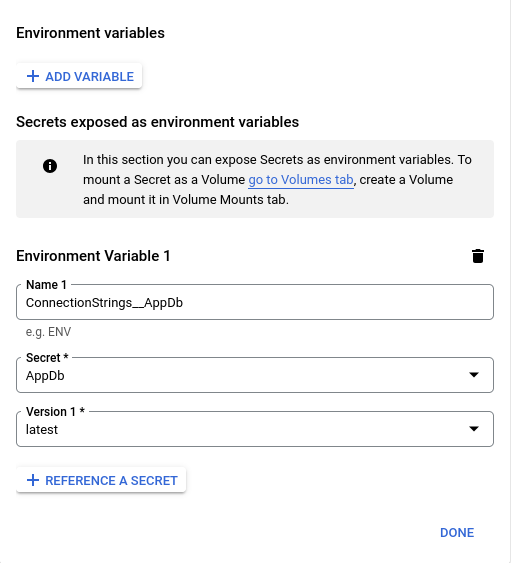 Environment variables
ADD VARIABLE
Secrets exposed as environment variables
In this section you can expose Secrets as environment variables. To
mount a Secret as a Volume go to Volumes tab, create a Volume
and mount it in Volume Mounts tab.
Environment Variable 1
Name 1
ConnectionStrings__AppDb
e.g. ENV
Secret *
AppDb
Version 1 *
latest
REFERENCE A SECRET
DONE